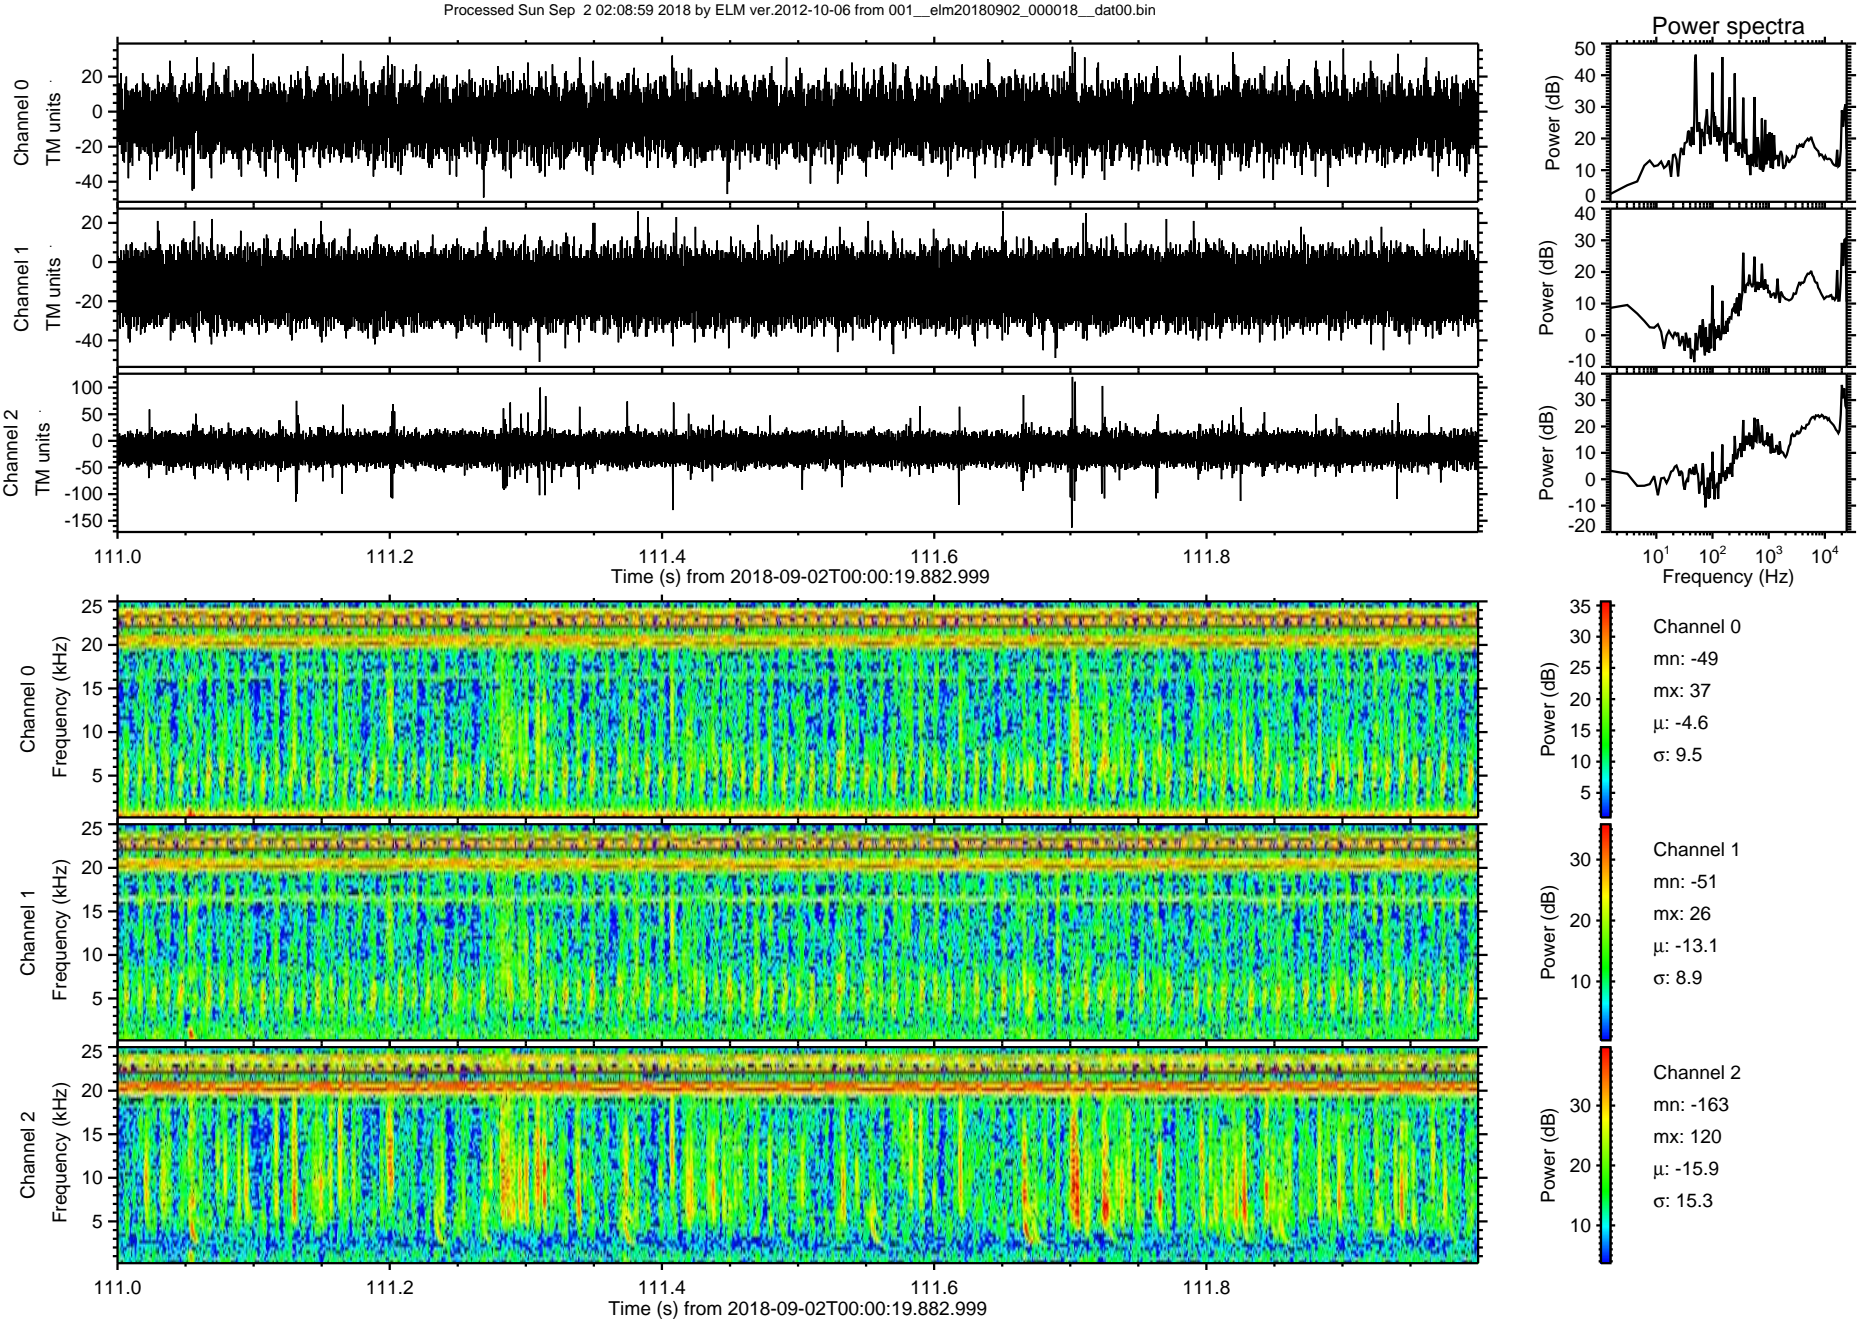 Processed Sun Sep  2 02:08:59 2018 by ELM ver.2012-10-06 from 001__elm20180902_000018__dat00.bin
Power spectra
Channel 0
TM units
20
0
-20
-40
Power (dB)
50
40
30
20
10
0
Channel 1
TM units
20
0
-20
-40
Power (dB)
40
30
20
10
0
-10
Channel 2
TM units
100
50
0
-50
-100
-150
Power (dB)
40
30
20
10
0
-10
-20
111.0 111.2 111.4 111.6 111.8
Time (s) from 2018-09-02T00:00:19.882.999
10¹ 10² 10³ 10⁴
Frequency (Hz)
Channel 0
Frequency (kHz)
25
20
15
10
5
Power (dB)
35
30
25
20
15
10
5
Channel 0
mn: -49
mx: 37
µ: -4.6
σ: 9.5
Channel 1
Frequency (kHz)
25
20
15
10
5
Power (dB)
30
20
10
Channel 1
mn: -51
mx: 26
µ: -13.1
σ: 8.9
Channel 2
Frequency (kHz)
25
20
15
10
5
Power (dB)
30
20
10
Channel 2
mn: -163
mx: 120
µ: -15.9
σ: 15.3
111.0 111.2 111.4 111.6 111.8
Time (s) from 2018-09-02T00:00:19.882.999